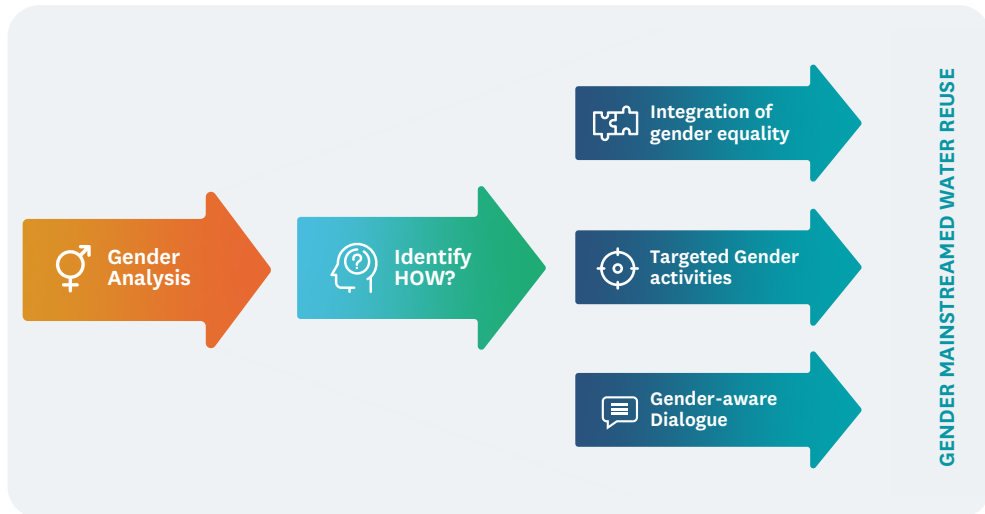 Gender
Analysis
Identify
HOW?
Integration of
gender equality
Targeted Gender
activities
Gender-aware
Dialogue
GENDER MAINSTREAMED WATER REUSE